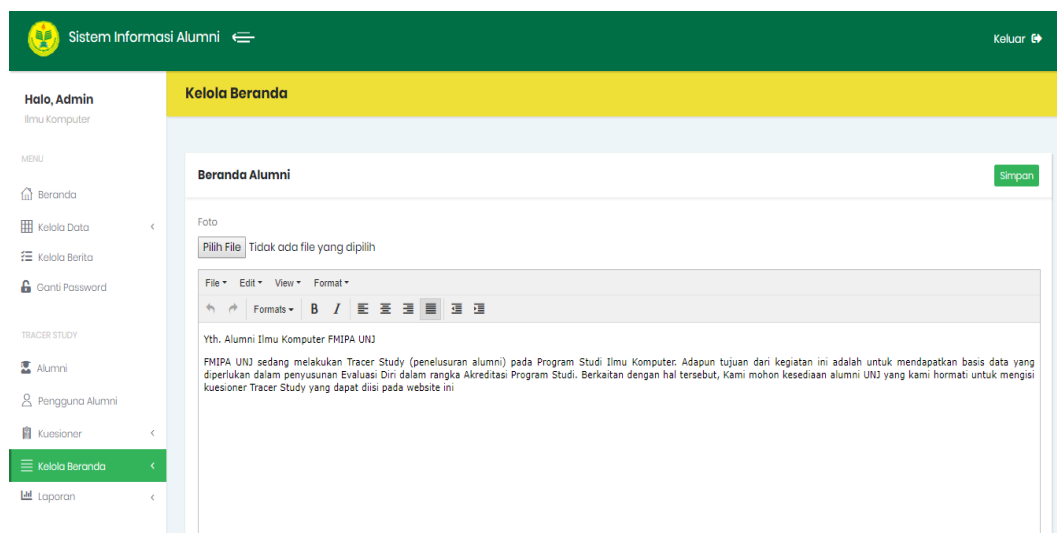 Sistem Informasi Alumni
Keluar
Halo, Admin
Ilmu Komputer
MENU
Beranda
Kelola Data
Kelola Berita
Ganti Password
TRACER STUDY
Alumni
Pengguna Alumni
Kuesioner
Kelola Beranda
Laporan
Kelola Beranda
Beranda Alumni
Simpan
Foto
Pilih File Tidak ada file yang dipilih
File Edit View Format
Formats B I
Yth. Alumni Ilmu Komputer FMIPA UNJ
FMIPA UNJ sedang melakukan Tracer Study (penelusuran alumni) pada Program Studi Ilmu Komputer. Adapun tujuan dari kegiatan ini adalah untuk mendapatkan basis data yang
diperlukan dalam penyusunan Evaluasi Diri dalam rangka Akreditasi Program Studi. Berkaitan dengan hal tersebut, Kami mohon kesediaan alumni UNJ yang kami hormati untuk mengisi
kuesioner Tracer Study yang dapat diisi pada website ini